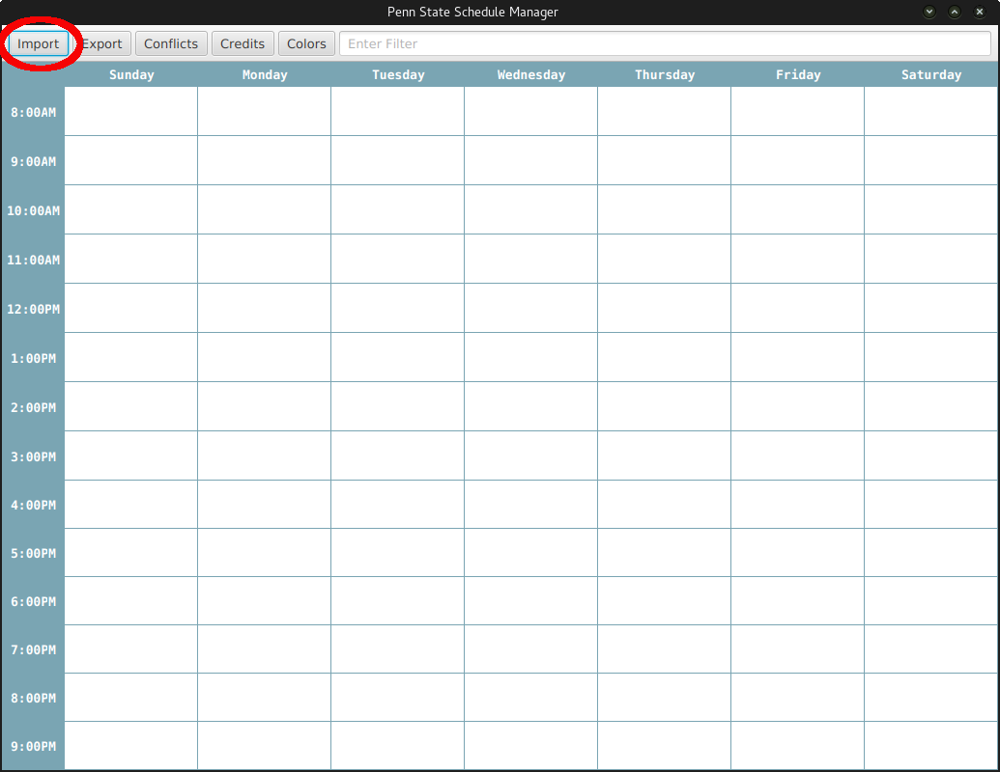 Penn State Schedule Manager
Import Export Conflicts Credits Colors Enter Filter
Sunday Monday Tuesday Wednesday Thursday Friday Saturday
8:00AM
9:00AM
10:00AM
11:00AM
12:00PM
1:00PM
2:00PM
3:00PM
4:00PM
5:00PM
6:00PM
7:00PM
8:00PM
9:00PM